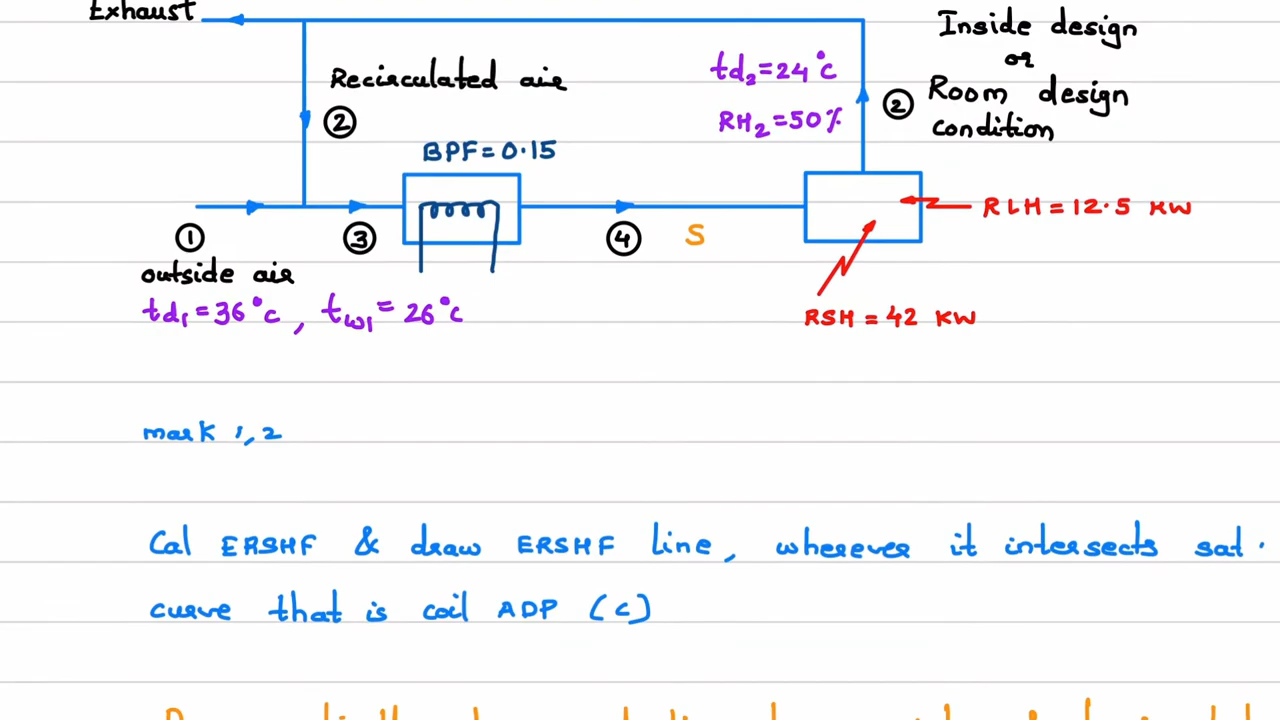 Exhaust
Inside design
or
Room design
condition
②
td₂=24°c
RH₂=50%
Recirculated air
②
BPF=0.15
RLH=12.5 KW
①
③
④
S
outside air
td₁=36°c, tw₁=26°c
RSH=42 KW
mark 1,2
Cal ERSHF & draw ERSHF line, wherever it intersects sat.
curve that is coil ADP (c)